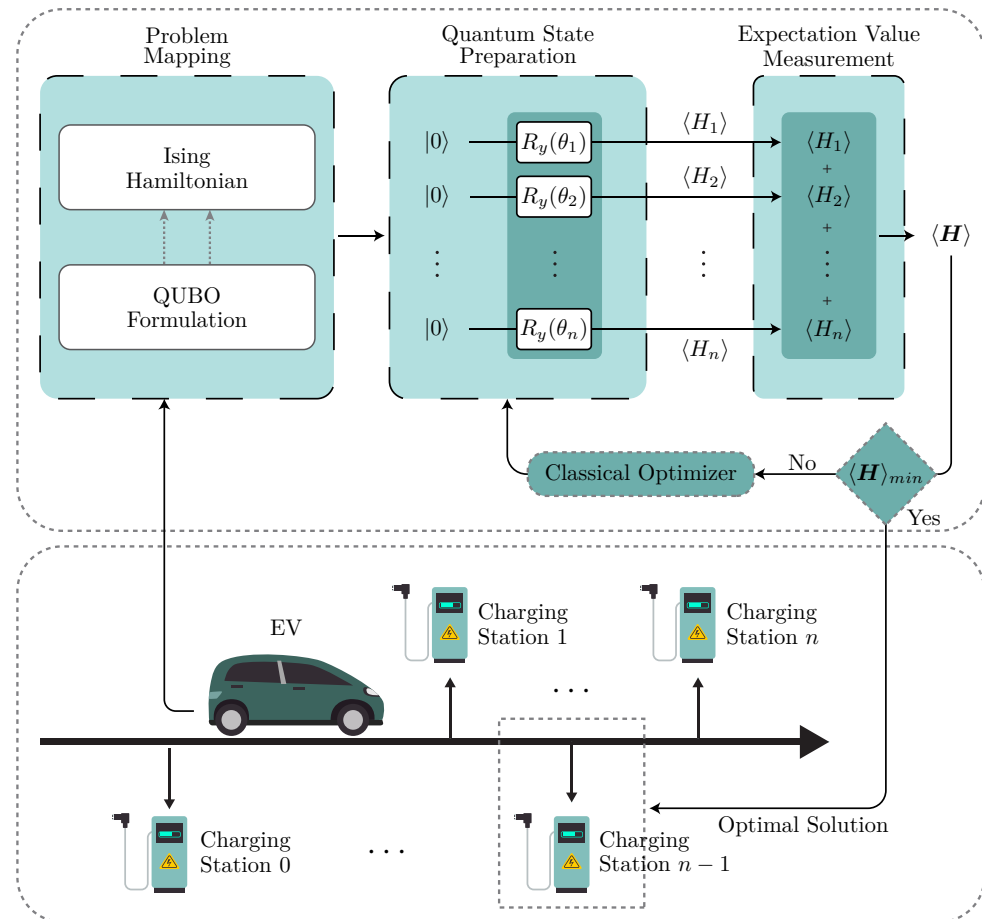 Problem
Mapping
Quantum State
Preparation
Expectation Value
Measurement
Ising
Hamiltonian
QUBO
Formulation
|0⟩ R_y(θ_1) ⟨H_1⟩ ⟨H_1⟩
+
|0⟩ R_y(θ_2) ⟨H_2⟩ ⟨H_2⟩
+
⋮ ⋮ ⋮ ⋮
+
|0⟩ R_y(θ_n) ⟨H_n⟩ ⟨H_n⟩
⟨H⟩
Classical Optimizer
No
⟨H⟩_min
Yes
EV
Charging
Station 1
Charging
Station n
...
Charging
Station 0
...
Charging
Station n − 1
Optimal Solution